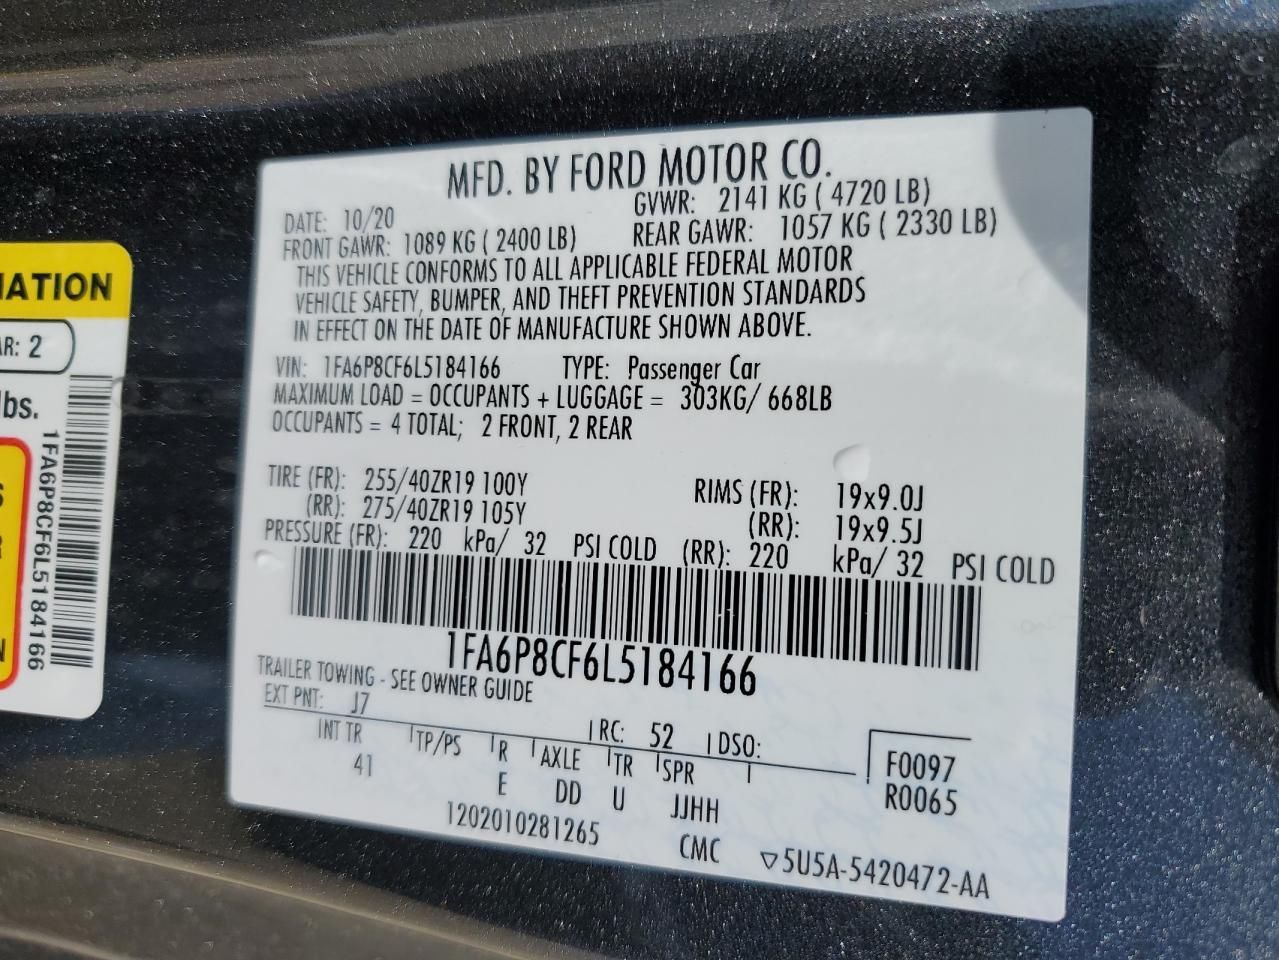 MFD. BY FORD MOTOR CO.
DATE: 10/20 GVWR: 2141 KG ( 4720 LB)
FRONT GAWR: 1089 KG ( 2400 LB) REAR GAWR: 1057 KG ( 2330 LB)
THIS VEHICLE CONFORMS TO ALL APPLICABLE FEDERAL MOTOR
VEHICLE SAFETY, BUMPER, AND THEFT PREVENTION STANDARDS
IN EFFECT ON THE DATE OF MANUFACTURE SHOWN ABOVE.
VIN: 1FA6P8CF6L5184166 TYPE: Passenger Car
MAXIMUM LOAD = OCCUPANTS + LUGGAGE = 303KG/ 668LB
OCCUPANTS = 4 TOTAL; 2 FRONT, 2 REAR
TIRE (FR): 255/40ZR19 100Y RIMS (FR): 19x9.0J
(RR): 275/40ZR19 105Y (RR): 19x9.5J
PRESSURE (FR): 220 kPa/ 32 PSI COLD (RR): 220 kPa/ 32 PSI COLD
1FA6P8CF6L5184166
TRAILER TOWING - SEE OWNER GUIDE
EXT PNT: J7 RC: 52 DSO:
INT TR TP/PS R AXLE TR SPR F0097
41 E DD U JJHH R0065
1202010281265 CMC ▽5U5A-5420472-AA
MATION
AR: 2
lbs.
1FA6P8CF6L5184166